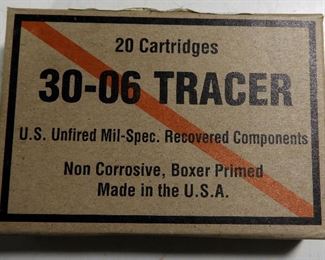 20 Cartridges
30-06 TRACER
U.S. Unfired Mil-Spec. Recovered Components
Non Corrosive, Boxer Primed
Made in the U.S.A.